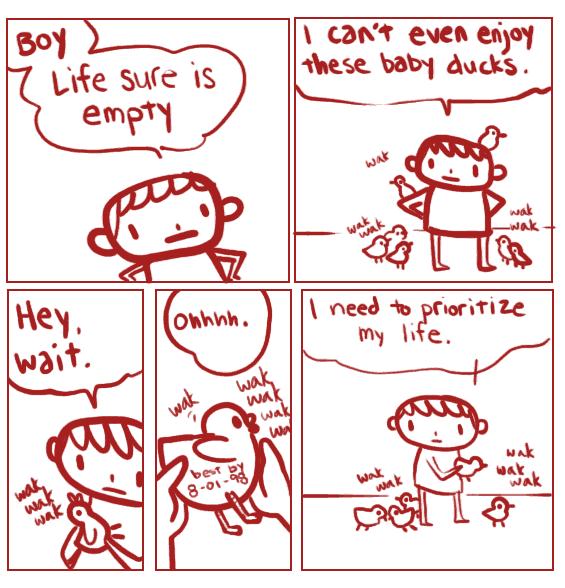 Boy
Life sure is
empty
I can't even enjoy
these baby ducks.
wak
wak
wak
wak
wak
Hey,
wait.
wak
wak
wak
Ohhhh.
wak
wak
wak
wak
wa
best by
8-01-98
I need to prioritize
my life.
wak
wak
wak
wak
wak